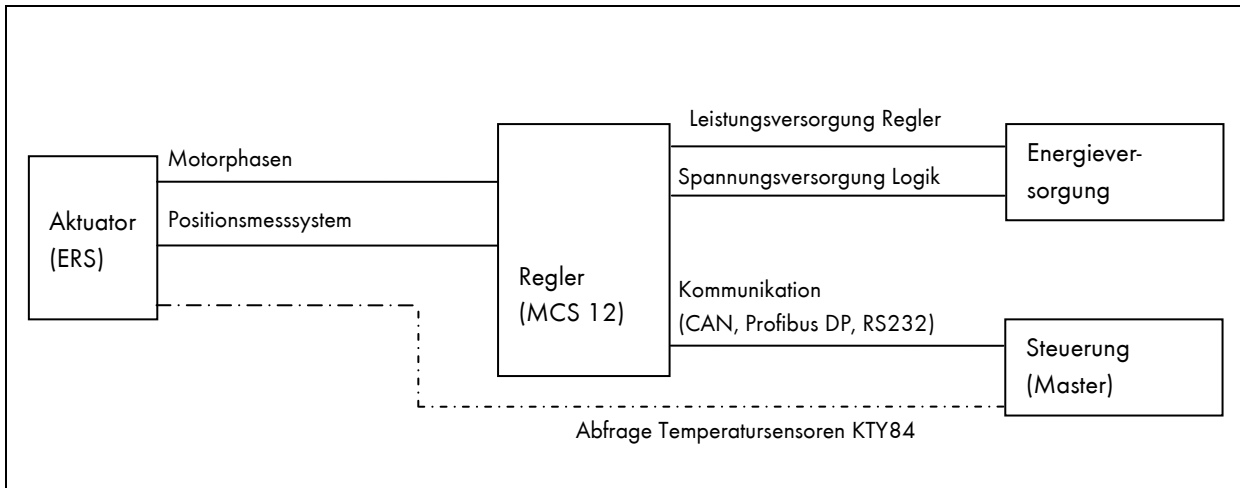 Aktuator
(ERS)
Motorphasen
Positionsmesssystem
Regler
(MCS 12)
Leistungsversorgung Regler
Spannungsversorgung Logik
Energiever-
sorgung
Kommunikation
(CAN, Profibus DP, RS232)
Steuerung
(Master)
Abfrage Temperatursensoren KTY84